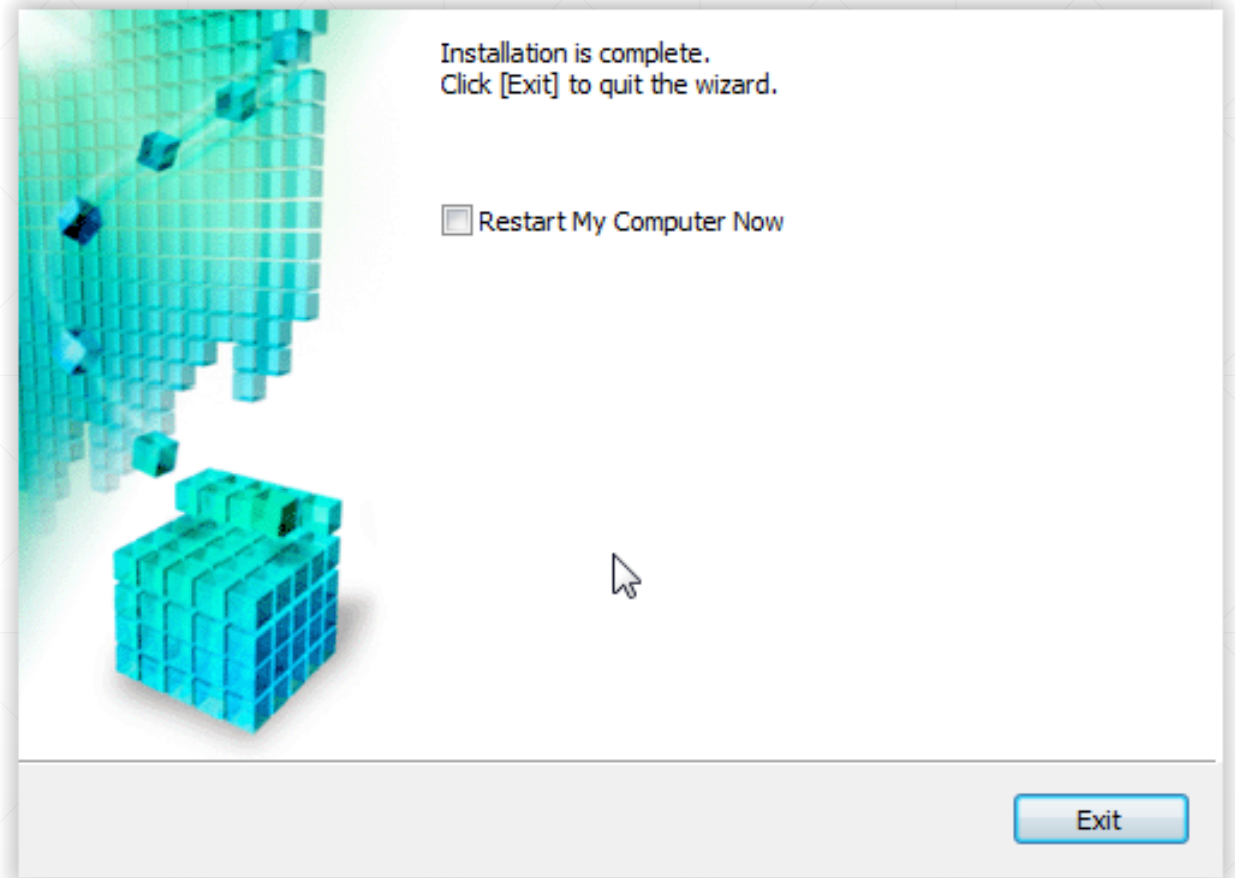 Installation is complete.
Click [Exit] to quit the wizard.
Restart My Computer Now
Exit